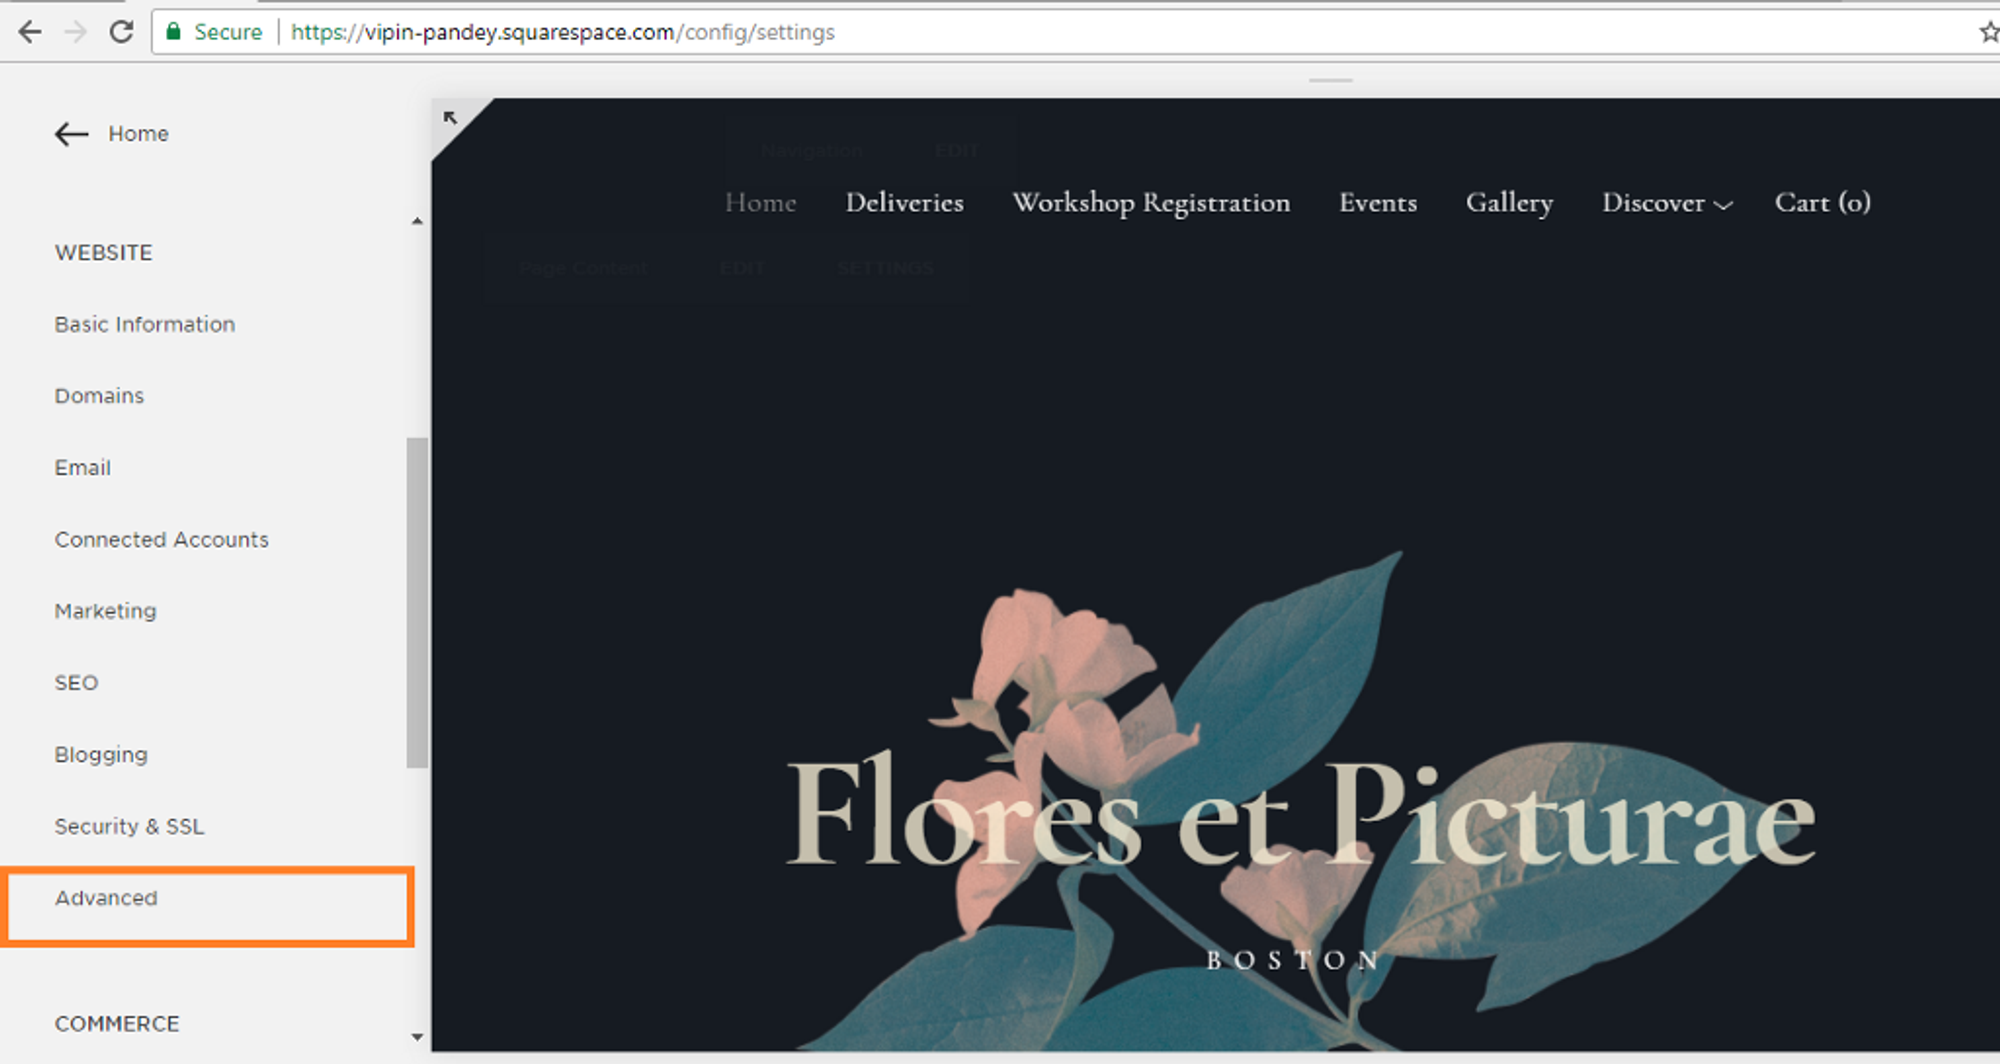 Secure https://vipin-pandey.squarespace.com/config/settings
Home
WEBSITE
Basic Information
Domains
Email
Connected Accounts
Marketing
SEO
Blogging
Security & SSL
Advanced
COMMERCE
Navigation EDIT
Home Deliveries Workshop Registration Events Gallery Discover Cart (0)
Page Content EDIT SETTINGS
Flores et Picturae
BOSTON